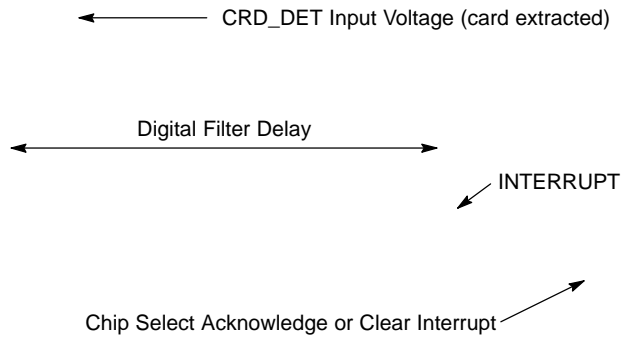 CRD_DET Input Voltage (card extracted)
Digital Filter Delay
INTERRUPT
Chip Select Acknowledge or Clear Interrupt